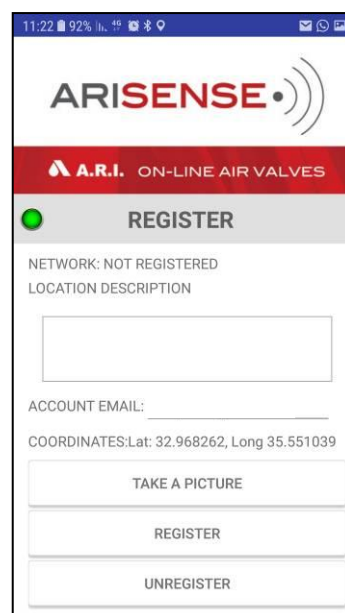 11:22 92% 4G
ARISENSE
A.R.I. ON-LINE AIR VALVES
REGISTER
NETWORK: NOT REGISTERED
LOCATION DESCRIPTION
ACCOUNT EMAIL:
COORDINATES:Lat: 32.968262, Long 35.551039
TAKE A PICTURE
REGISTER
UNREGISTER